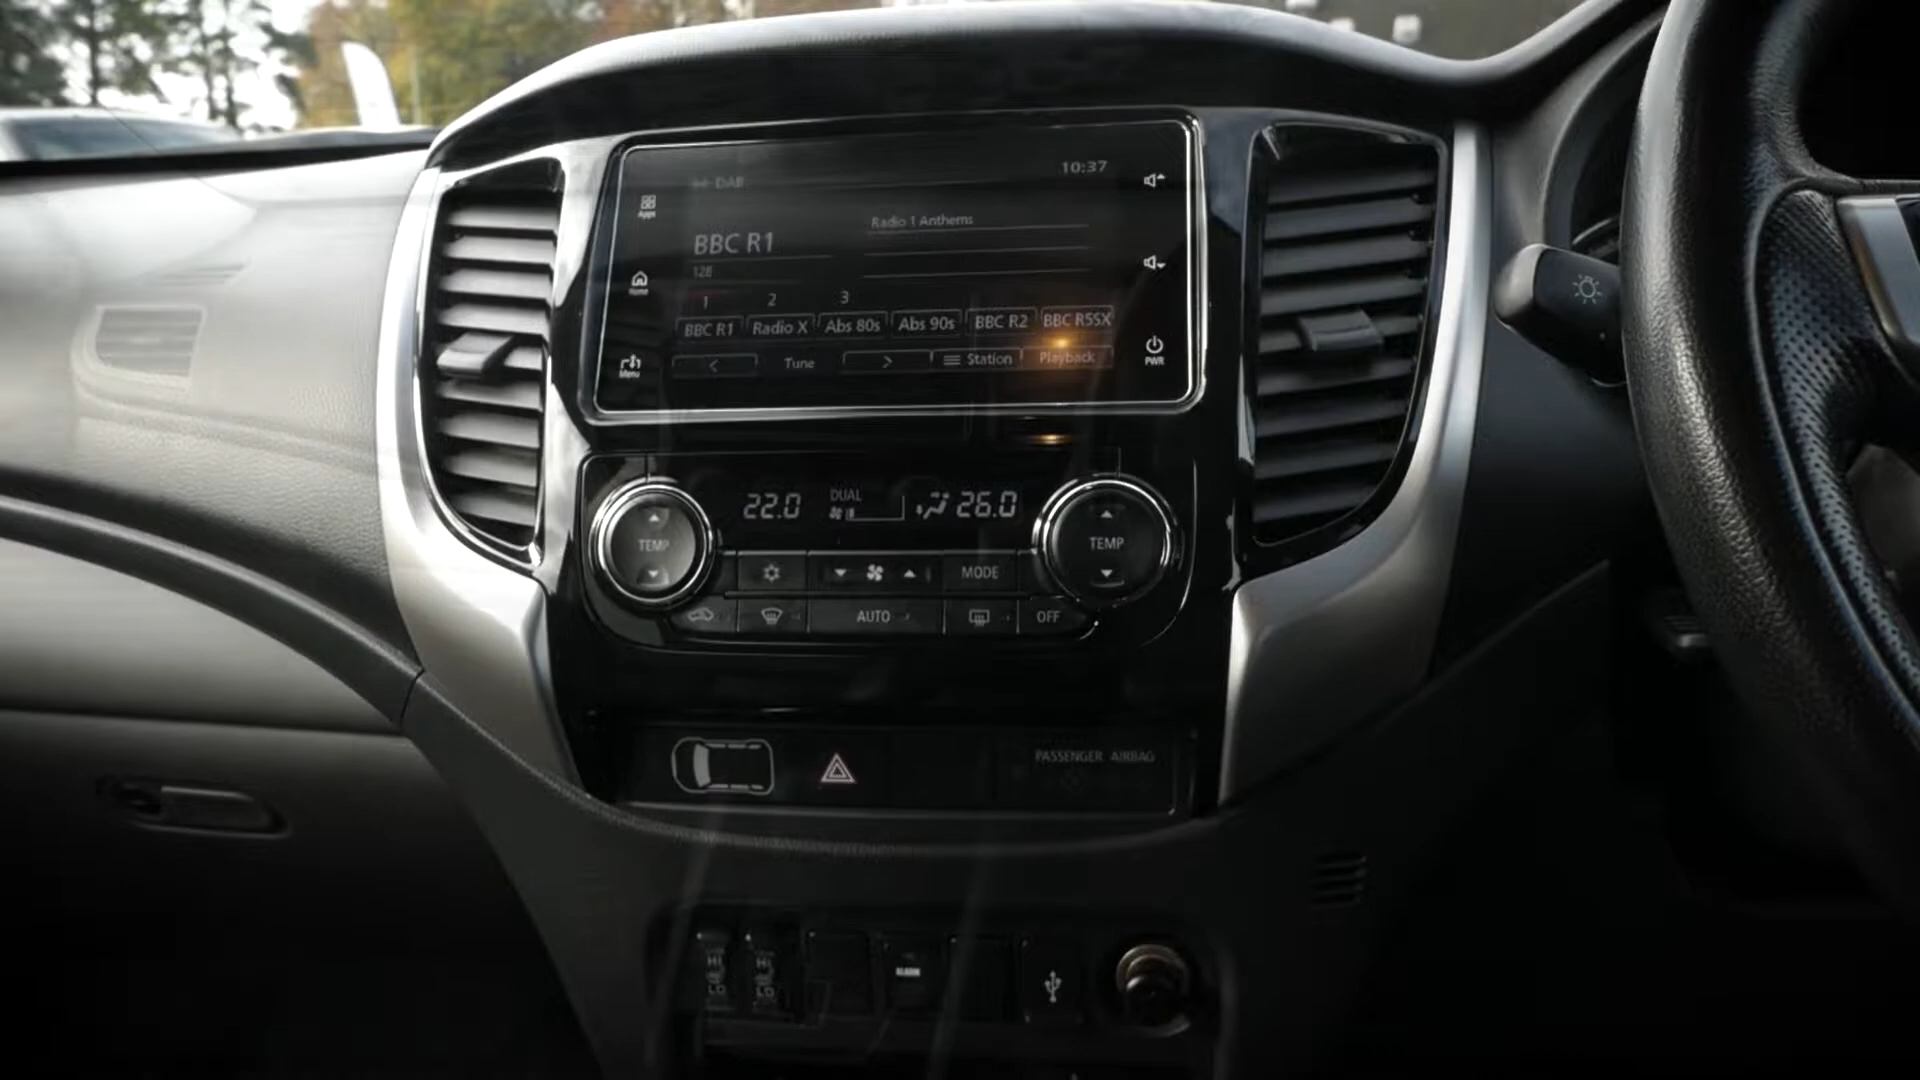 10:37
DAB
Apps
Radio 1 Anthems
BBC R1
128
Home
1 2 3
BBC R1 Radio X Abs 80s Abs 90s BBC R2 BBC R5SX
Menu < Tune > Station Playback PWR
22.0 DUAL 26.0
TEMP TEMP
MODE
AUTO OFF
PASSENGER AIRBAG
HI HI
LO LO
ALARM